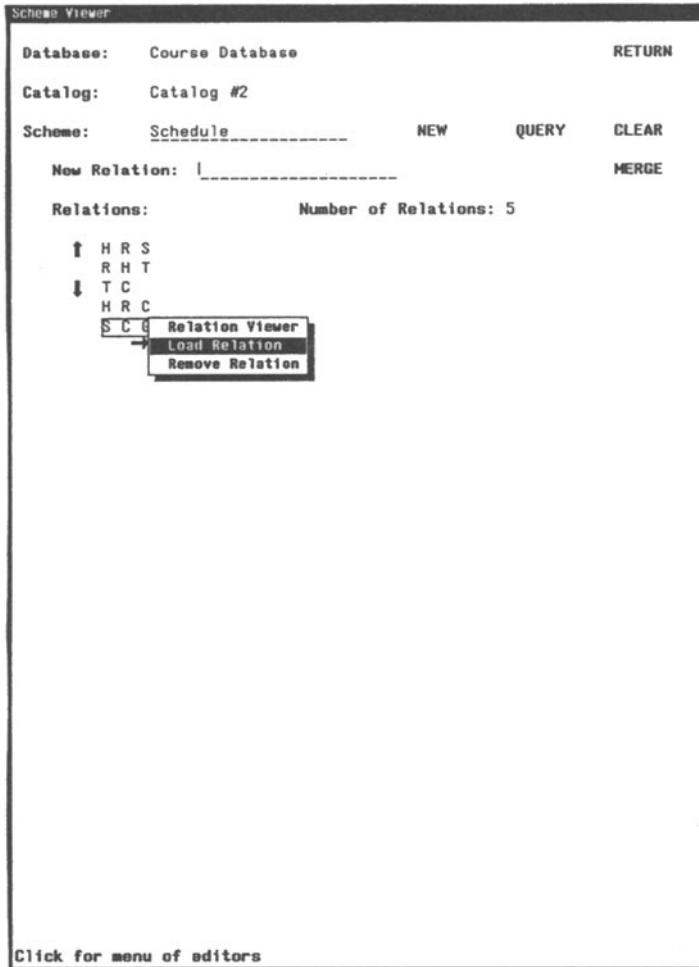 Scheme Viewer
Database: Course Database RETURN
Catalog: Catalog #2
Scheme: Schedule NEW QUERY CLEAR
New Relation: MERGE
Relations: Number of Relations: 5
H R S
R H T
T C
H R C
S C G Relation Viewer
Load Relation
Remove Relation
Click for menu of editors